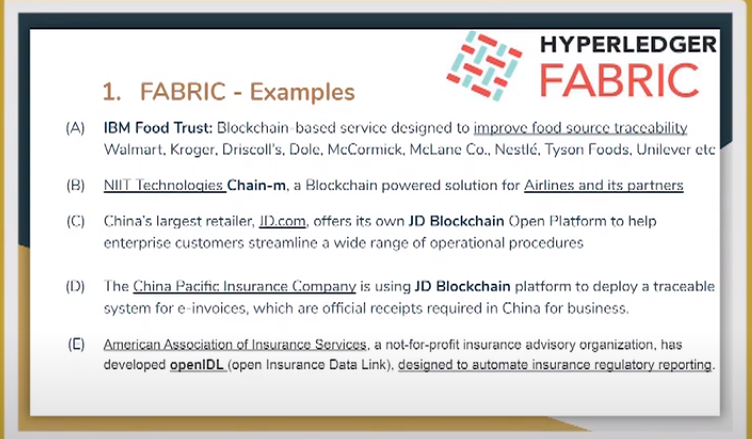 HYPERLEDGER
FABRIC
1. FABRIC - Examples
(A) IBM Food Trust: Blockchain-based service designed to improve food source traceability
Walmart, Kroger, Driscoll's, Dole, McCormick, McLane Co., Nestlé, Tyson Foods, Unilever etc
(B) NIIT Technologies Chain-m, a Blockchain powered solution for Airlines and its partners
(C) China's largest retailer, JD.com, offers its own JD Blockchain Open Platform to help
enterprise customers streamline a wide range of operational procedures
(D) The China Pacific Insurance Company is using JD Blockchain platform to deploy a traceable
system for e-invoices, which are official receipts required in China for business.
(E) American Association of Insurance Services, a not-for-profit insurance advisory organization, has
developed openIDL (open Insurance Data Link), designed to automate insurance regulatory reporting.